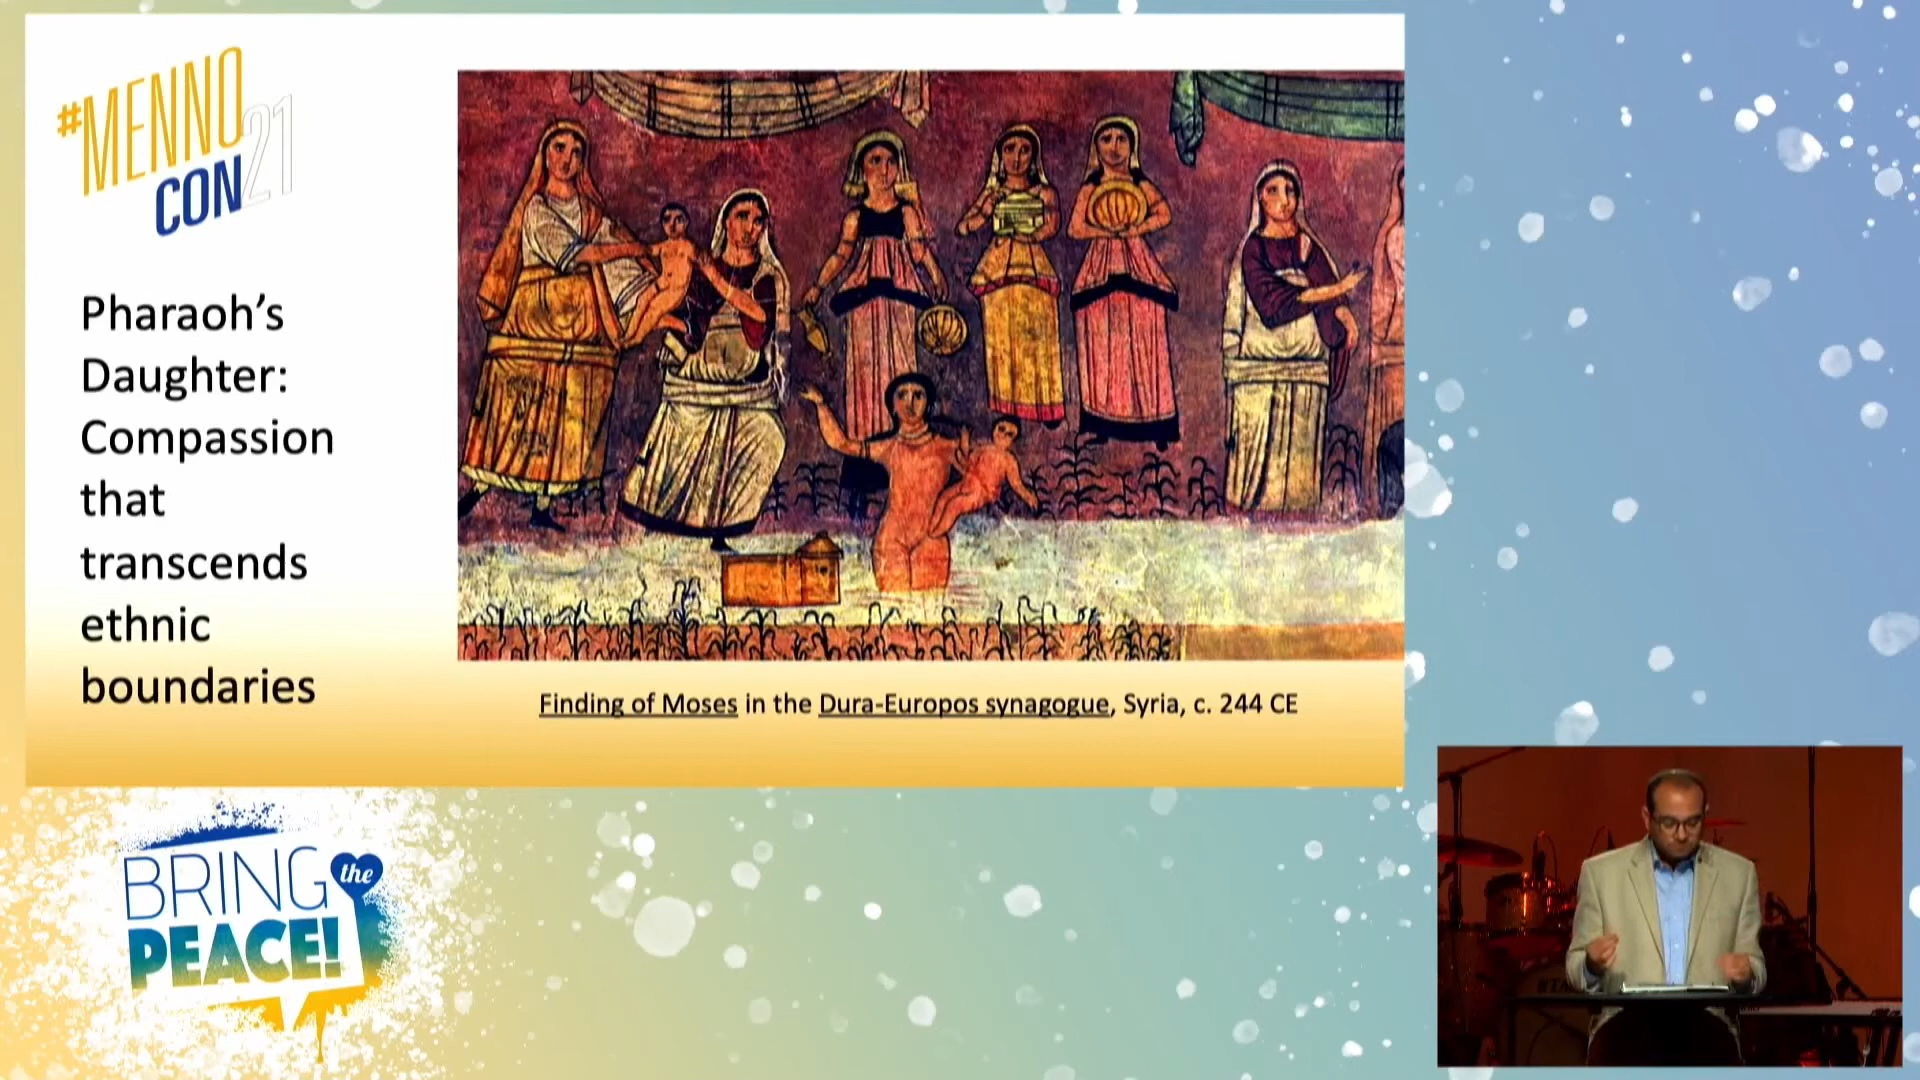 #MENNO
CON21
Pharaoh’s
Daughter:
Compassion
that
transcends
ethnic
boundaries
Finding of Moses in the Dura-Europos synagogue, Syria, c. 244 CE
BRING the
PEACE!